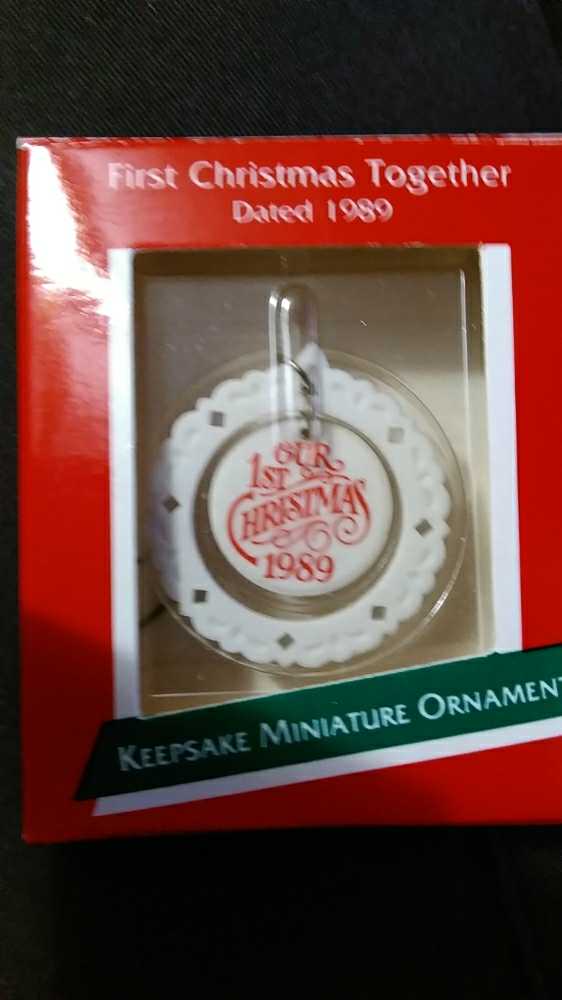 First Christmas Together
Dated 1989
OUR
1ST
CHRISTMAS
1989
KEEPSAKE MINIATURE ORNAMENT